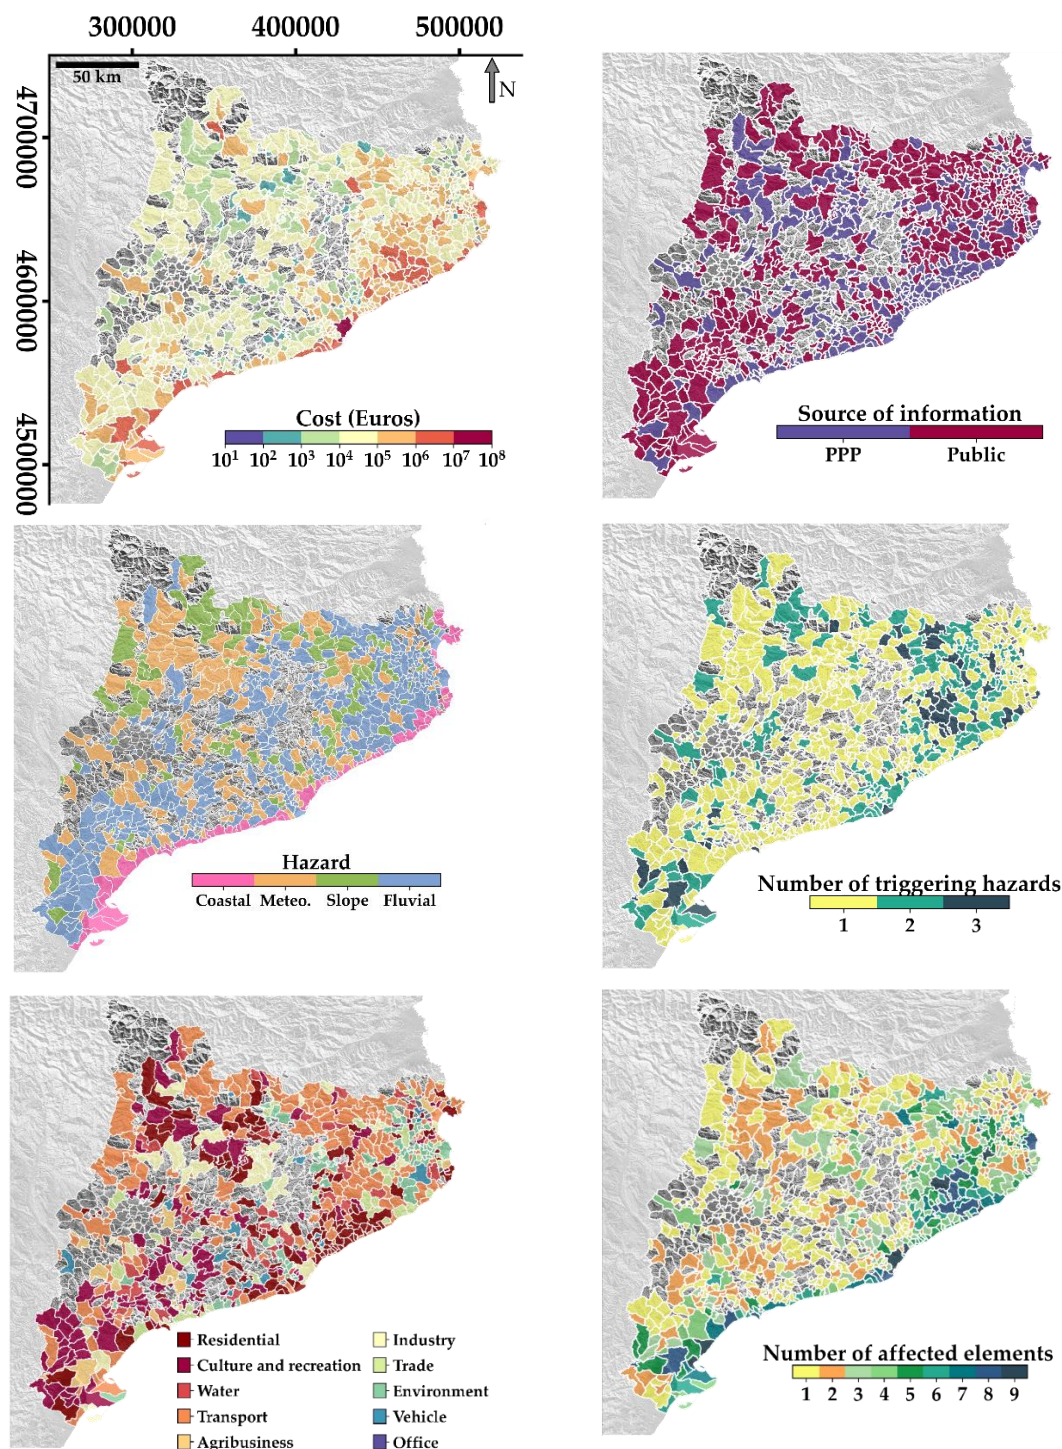 300000 400000 500000
50 km
N
4700000
4600000
4500000
Cost (Euros)
10¹ 10² 10³ 10⁴ 10⁵ 10⁶ 10⁷ 10⁸
Source of information
PPP Public
Hazard
Coastal Meteo. Slope Fluvial
Number of triggering hazards
1 2 3
Residential
Culture and recreation
Water
Transport
Agribusiness
Industry
Trade
Environment
Vehicle
Office
Number of affected elements
1 2 3 4 5 6 7 8 9